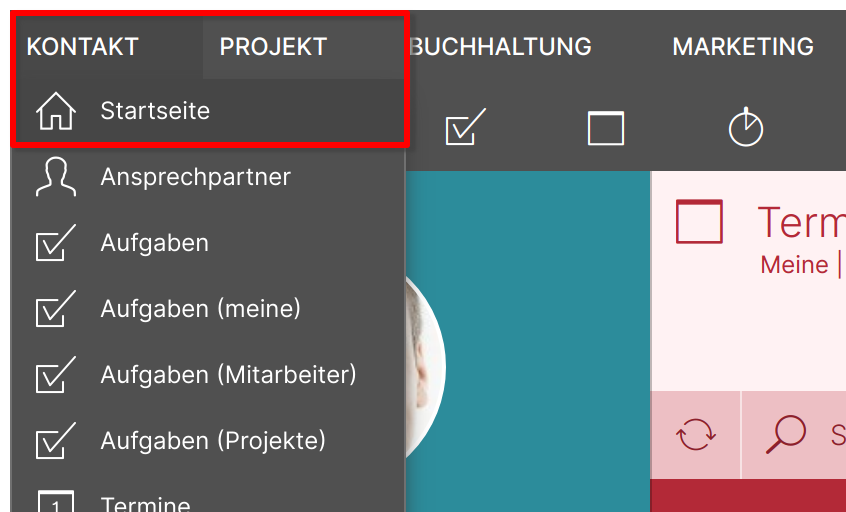 KONTAKT PROJEKT BUCHHALTUNG MARKETING
Startseite
Ansprechpartner
Aufgaben
Aufgaben (meine)
Aufgaben (Mitarbeiter)
Aufgaben (Projekte)
1 Termine
Term
Meine |
S